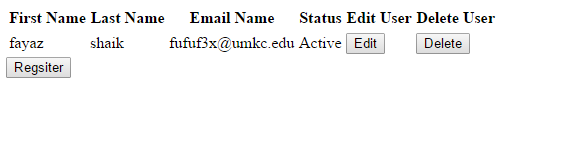 First Name Last Name Email Name Status Edit User Delete User
fayaz shaik fufuf3x@umkc.edu Active Edit Delete
Regsiter